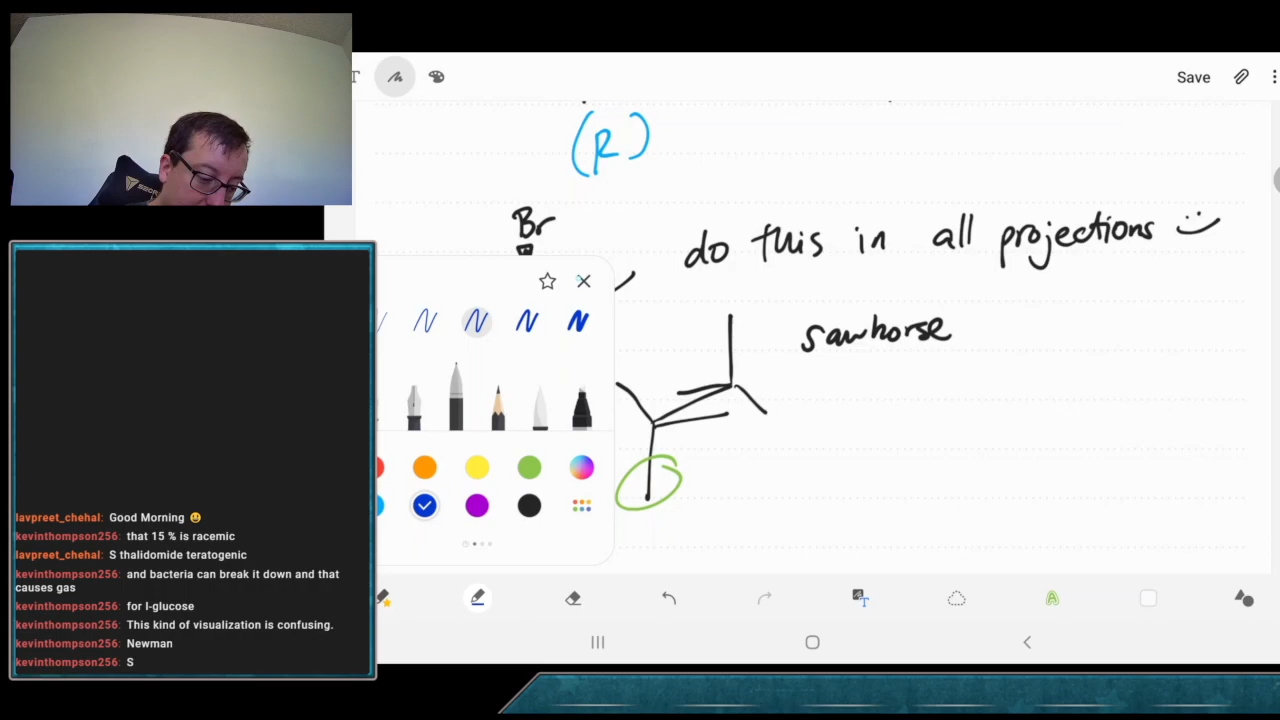 T
Save
(R)
Br
do this in all projections :)
sawhorse
lavpreet_chehal: Good Morning 😃
kevinthompson256: that 15 % is racemic
lavpreet_chehal: S thalidomide teratogenic
kevinthompson256: and bacteria can break it down and that
causes gas
kevinthompson256: for l-glucose
kevinthompson256: This kind of visualization is confusing.
kevinthompson256: Newman
kevinthompson256: S